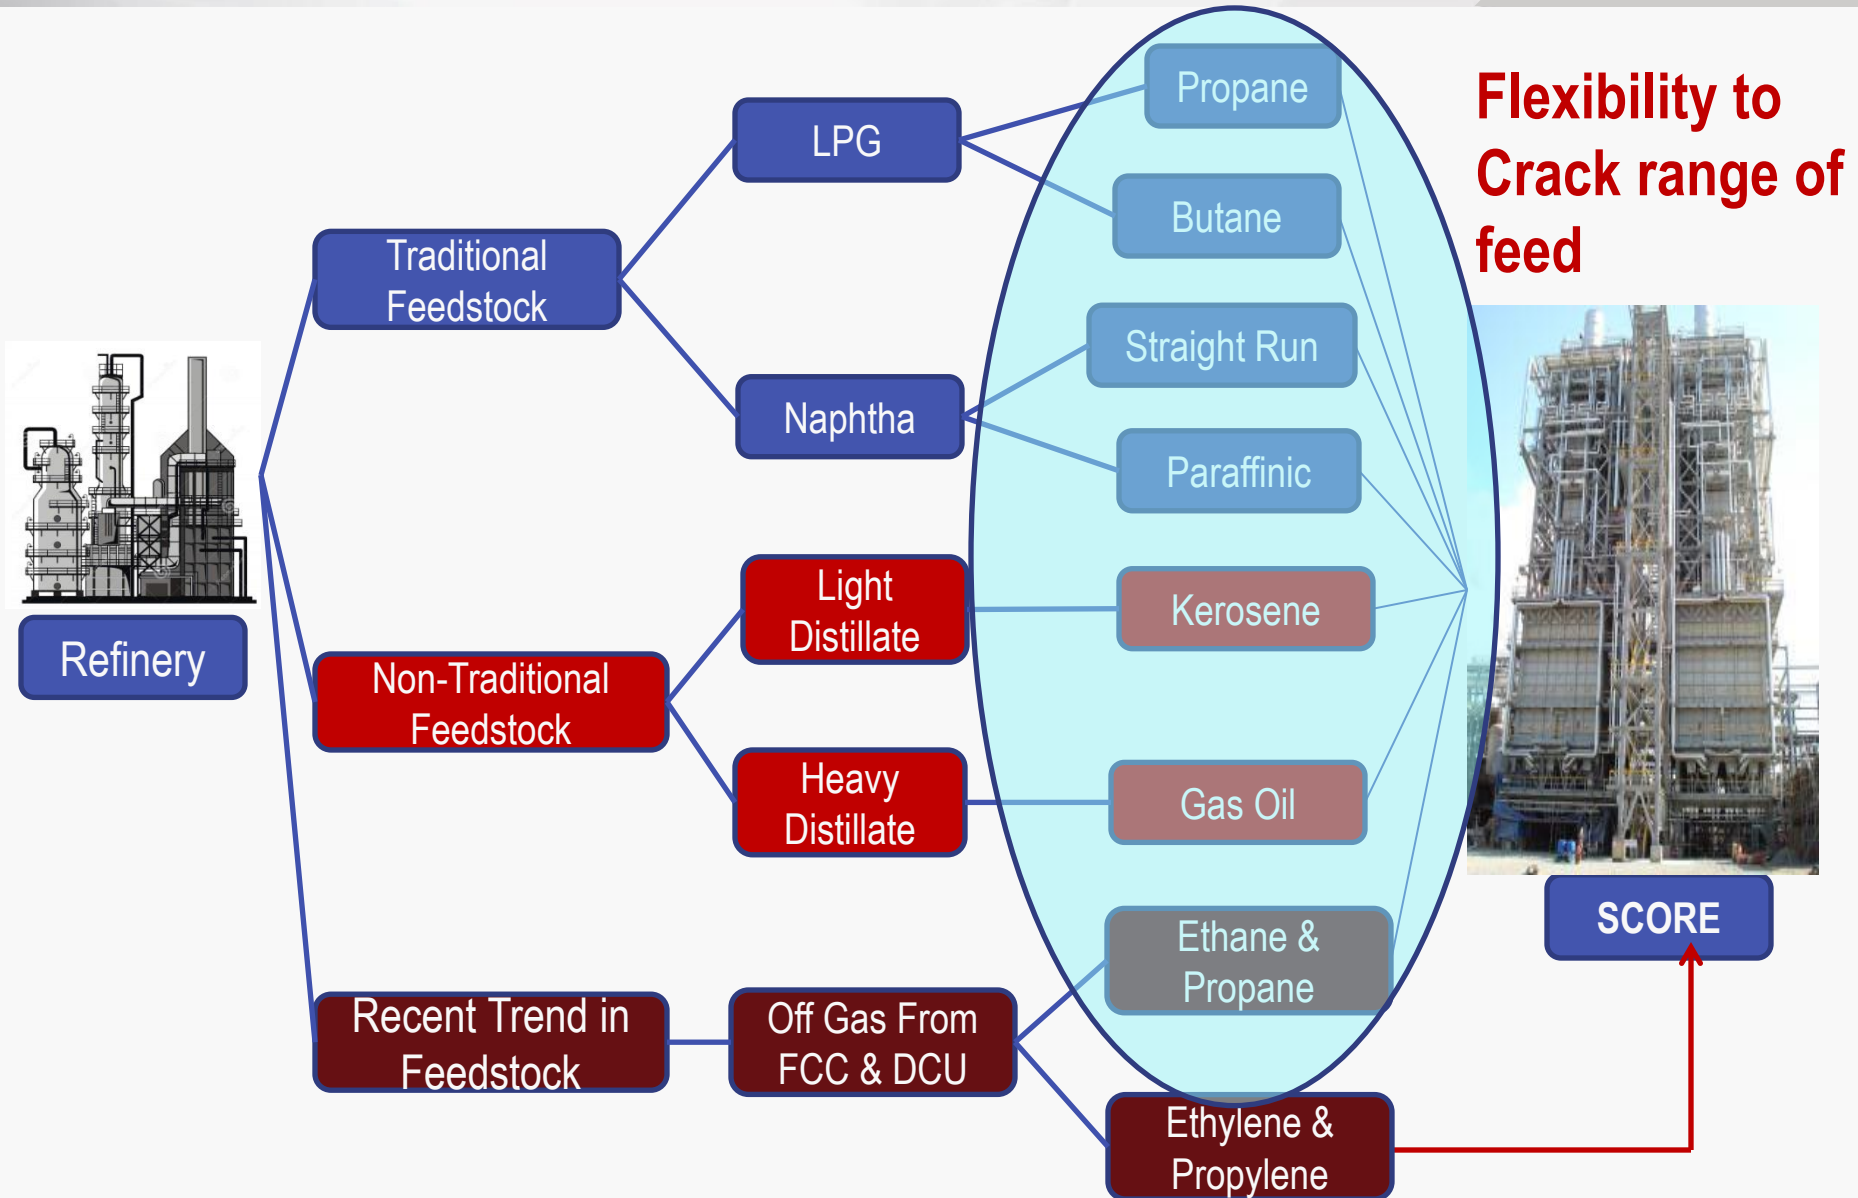 Propane
Flexibility to
Crack range of
feed
LPG
Butane
Traditional
Feedstock
Straight Run
Naphtha
Paraffinic
Light
Distillate
Kerosene
Refinery
Non-Traditional
Feedstock
Heavy
Distillate
Gas Oil
SCORE
Ethane &
Propane
Recent Trend in
Feedstock
Off Gas From
FCC & DCU
Ethylene &
Propylene